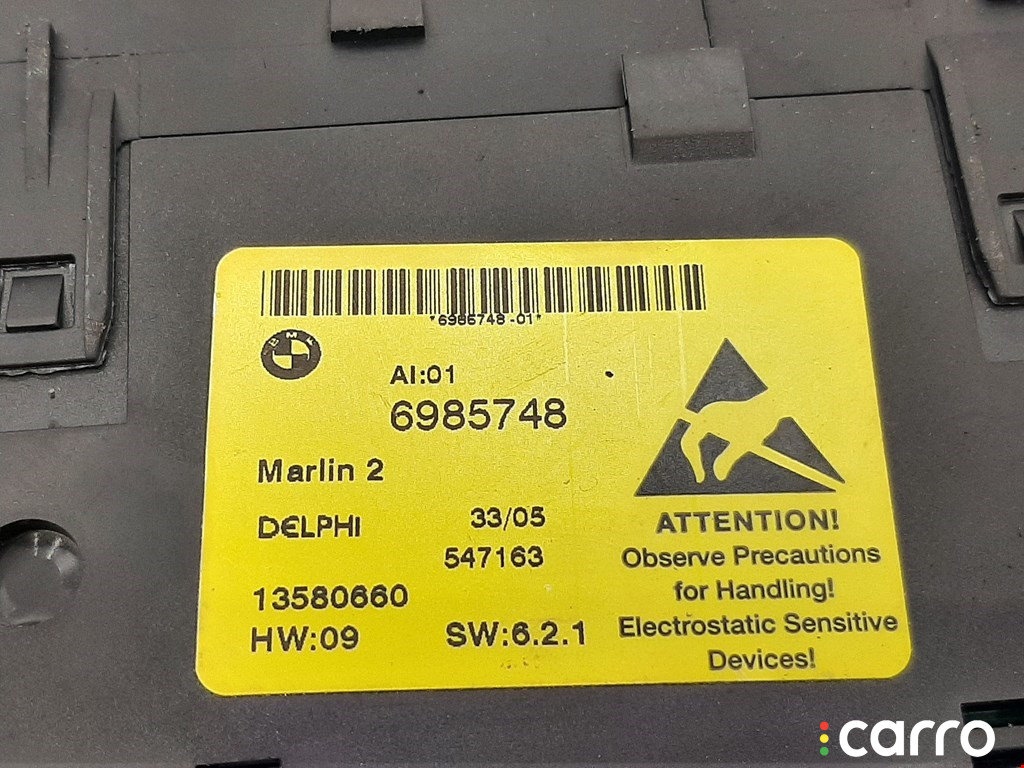 *6985748-01*
BMW
AI:01
6985748
Marlin 2
DELPHI
33/05
547163
13580660
HW:09
SW:6.2.1
ATTENTION!
Observe Precautions
for Handling!
Electrostatic Sensitive
Devices!
carro